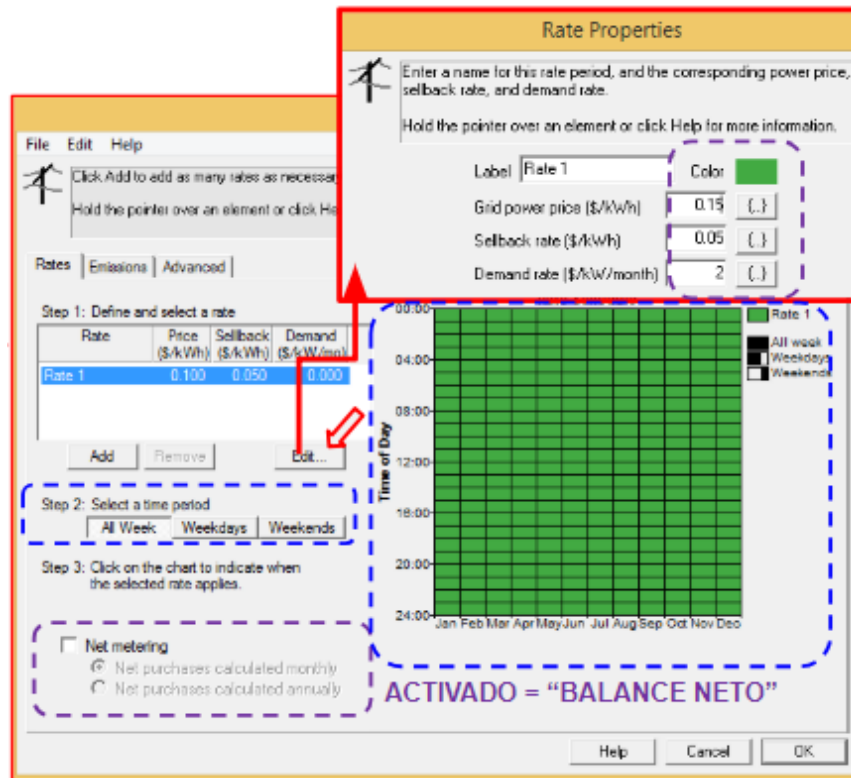 Rate Properties
Enter a name for this rate period, and the corresponding power price,
sellback rate, and demand rate.
Hold the pointer over an element or click Help for more information.
Label Rate 1 Color
Grid power price ($/kWh) 0.15 {..}
Sellback rate ($/kWh) 0.05 {..}
Demand rate ($/kW/month) 2 {..}
File Edit Help
Click Add to add as many rates as necessary
Hold the pointer over an element or click He
Rates Emissions Advanced
Step 1: Define and select a rate
Rate Price Sellback Demand
($/kWh) ($/kWh) ($/kW/mo)
Rate 1 0.100 0.050 0.000
Add Remove Edit...
Step 2: Select a time period
All Week Weekdays Weekends
Step 3: Click on the chart to indicate when
the selected rate applies.
Net metering
Net purchases calculated monthly
Net purchases calculated annually
Time of Day
00:00
04:00
08:00
12:00
18:00
20:00
24:00
Jan Feb Mar Apr May Jun Jul Aug Sep Oct Nov Dec
Rate 1
All week
Weekdays
Weekends
ACTIVADO = “BALANCE NETO”
Help Cancel OK